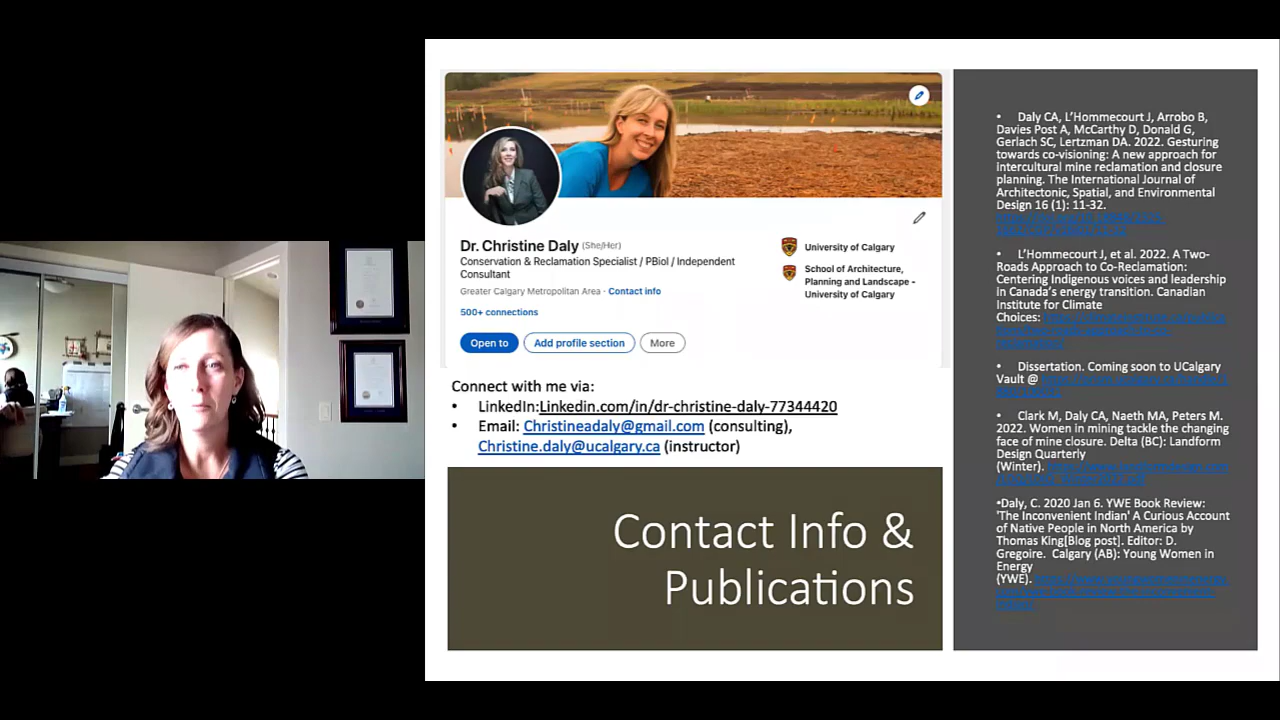 Dr. Christine Daly (She/Her)
Conservation & Reclamation Specialist / PBiol / Independent
Consultant
Greater Calgary Metropolitan Area · Contact info
500+ connections
Open to
Add profile section
More
University of Calgary
School of Architecture,
Planning and Landscape -
University of Calgary
Connect with me via:
• LinkedIn:Linkedin.com/in/dr-christine-daly-77344420
• Email: Christineadaly@gmail.com (consulting),
Christine.daly@ucalgary.ca (instructor)
Contact Info &
Publications
• Daly CA, L'Hommecourt J, Arrobo B,
Davies Post A, McCarthy D, Donald G,
Gerlach SC, Lertzman DA. 2022. Gesturing
towards co-visioning: A new approach for
intercultural mine reclamation and closure
planning. The International Journal of
Architectonic, Spatial, and Environmental
Design 16 (1): 11-32.
• L'Hommecourt J, et al. 2022. A Two-
Roads Approach to Co-Reclamation:
Centering Indigenous voices and leadership
in Canada's energy transition. Canadian
Institute for Climate
Choices:
• Dissertation. Coming soon to UCalgary
Vault @
• Clark M, Daly CA, Naeth MA, Peters M.
2022. Women in mining tackle the changing
face of mine closure. Delta (BC): Landform
Design Quarterly
(Winter).
•Daly, C. 2020 Jan 6. YWE Book Review:
'The Inconvenient Indian' A Curious Account
of Native People in North America by
Thomas King[Blog post]. Editor: D.
Gregoire. Calgary (AB): Young Women in
Energy
(YWE).